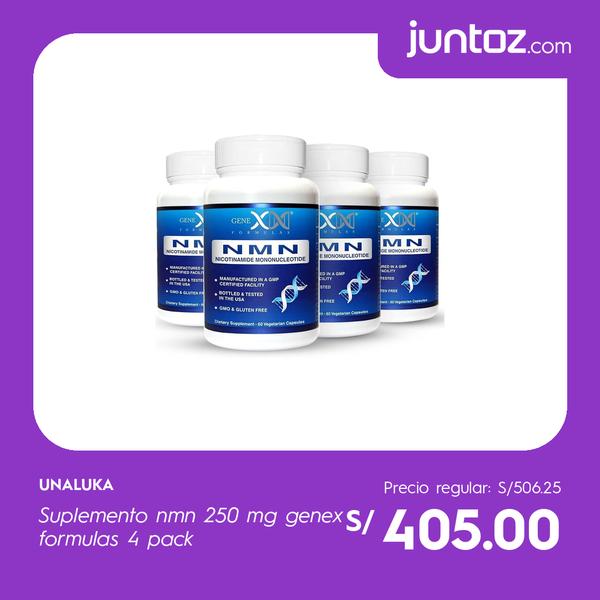 juntoz.com
GENE XN
FORMULAS
NMN
NICOTINAMIDE MONONUCLEOTIDE
MANUFACTURED IN A GMP
CERTIFIED FACILITY
BOTTLED & TESTED
IN THE USA
GMO & GLUTEN FREE
Dietary Supplement - 60 Vegetarian Capsules
UNALUKA
Suplemento nmn 250 mg genex
formulas 4 pack
Precio regular: S/506.25
S/ 405.00